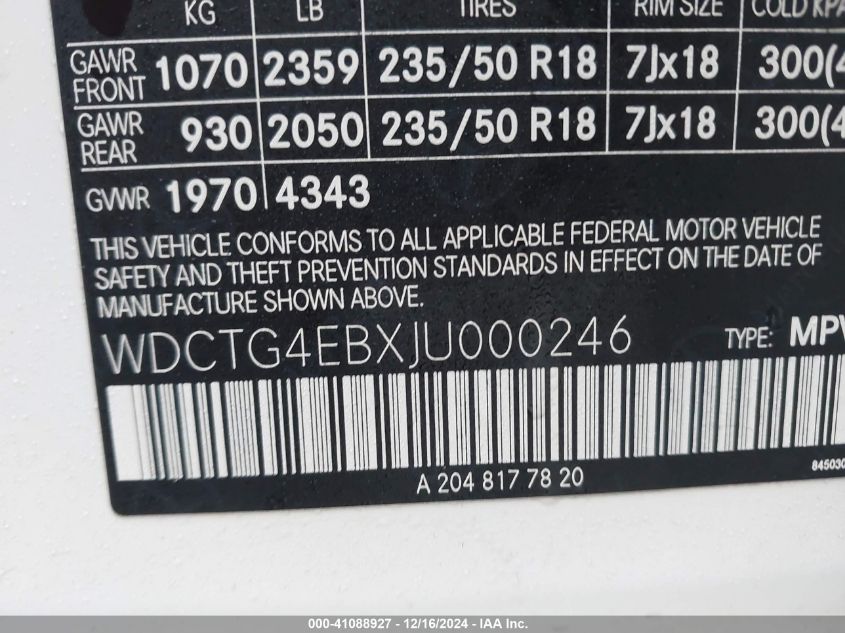 KG LB TIRES RIM SIZE COLD
GAWR FRONT 1070 2359 235/50 R18 7Jx18 300(4
GAWR REAR 930 2050 235/50 R18 7Jx18 300(4
GVWR 1970 4343
THIS VEHICLE CONFORMS TO ALL APPLICABLE FEDERAL MOTOR VEHICLE
SAFETY AND THEFT PREVENTION STANDARDS IN EFFECT ON THE DATE OF
MANUFACTURE SHOWN ABOVE.
WDCTG4EBXJU000246 TYPE: MPV
A 204 817 78 20 845030
000-41088927 - 12/16/2024 - IAA Inc.